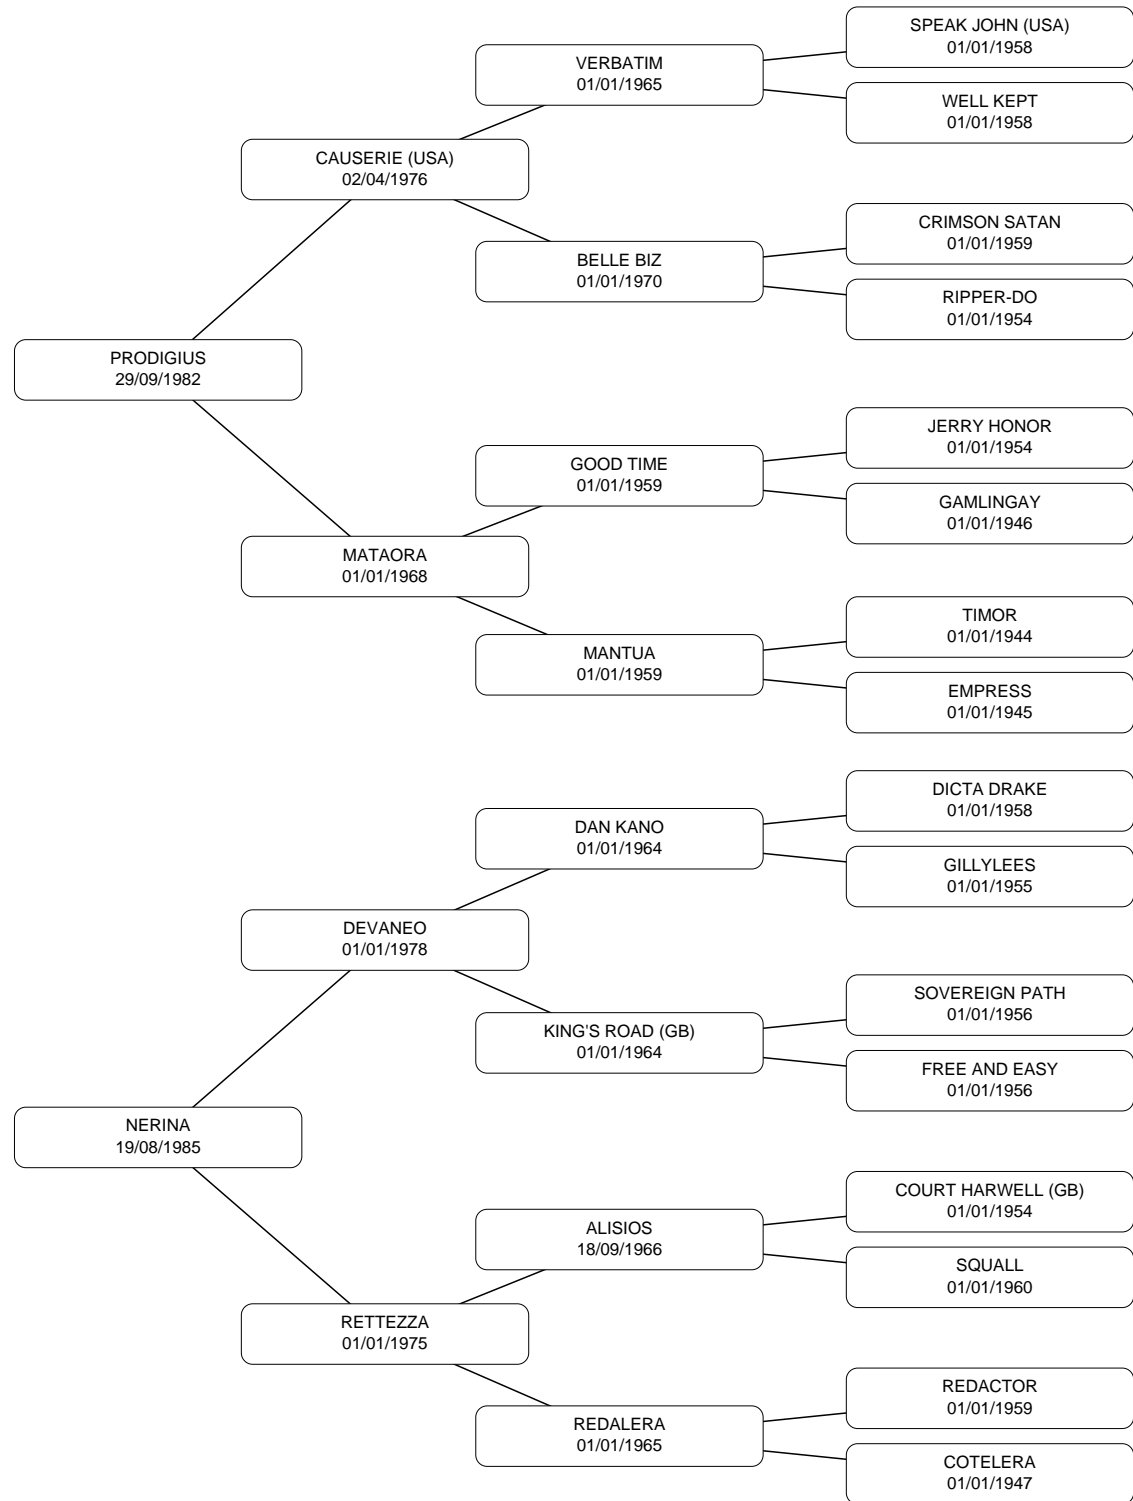 SPEAK JOHN (USA)
01/01/1958
VERBATIM
01/01/1965
WELL KEPT
01/01/1958
CAUSERIE (USA)
02/04/1976
CRIMSON SATAN
01/01/1959
BELLE BIZ
01/01/1970
RIPPER-DO
01/01/1954
PRODIGIUS
29/09/1982
JERRY HONOR
01/01/1954
GOOD TIME
01/01/1959
GAMLINGAY
01/01/1946
MATAORA
01/01/1968
TIMOR
01/01/1944
MANTUA
01/01/1959
EMPRESS
01/01/1945
DICTA DRAKE
01/01/1958
DAN KANO
01/01/1964
GILLYLEES
01/01/1955
DEVANEO
01/01/1978
SOVEREIGN PATH
01/01/1956
KING'S ROAD (GB)
01/01/1964
FREE AND EASY
01/01/1956
NERINA
19/08/1985
COURT HARWELL (GB)
01/01/1954
ALISIOS
18/09/1966
SQUALL
01/01/1960
RETTEZZA
01/01/1975
REDACTOR
01/01/1959
REDALERA
01/01/1965
COTELERA
01/01/1947